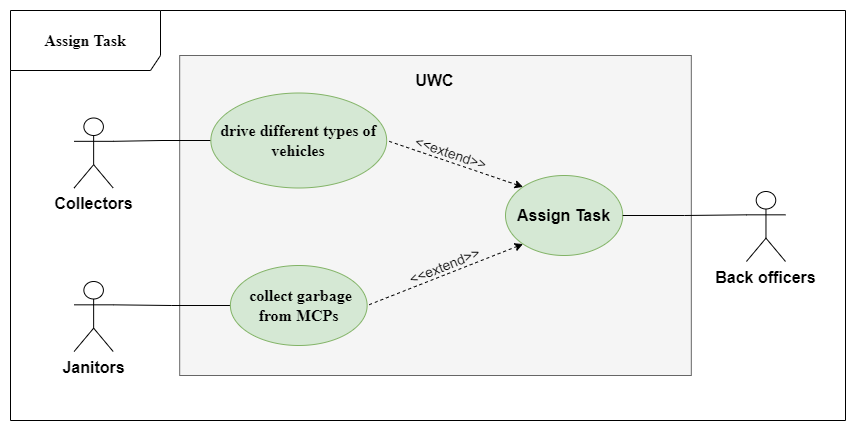 Assign Task
UWC
drive different types of
vehicles
<<extend>>
Collectors
Assign Task
Back officers
<<extend>>
collect garbage
from MCPs
Janitors